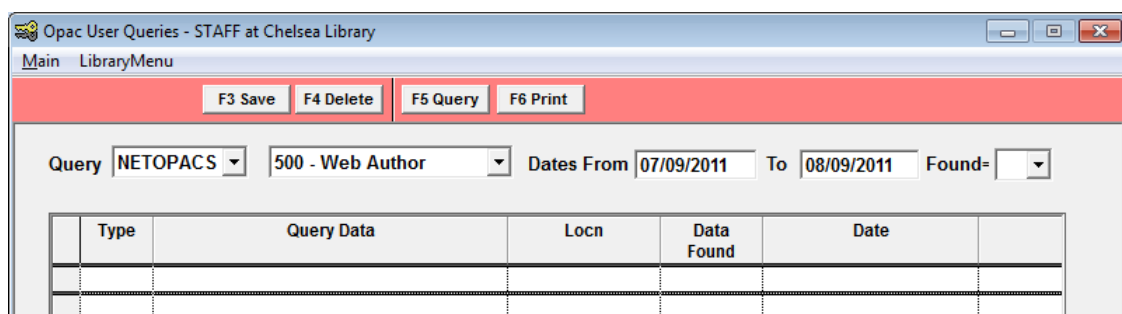 Opac User Queries - STAFF at Chelsea Library
Main LibraryMenu
F3 Save F4 Delete F5 Query F6 Print
Query NETOPACS 500 - Web Author Dates From 07/09/2011 To 08/09/2011 Found=
Type Query Data Locn Data Found Date